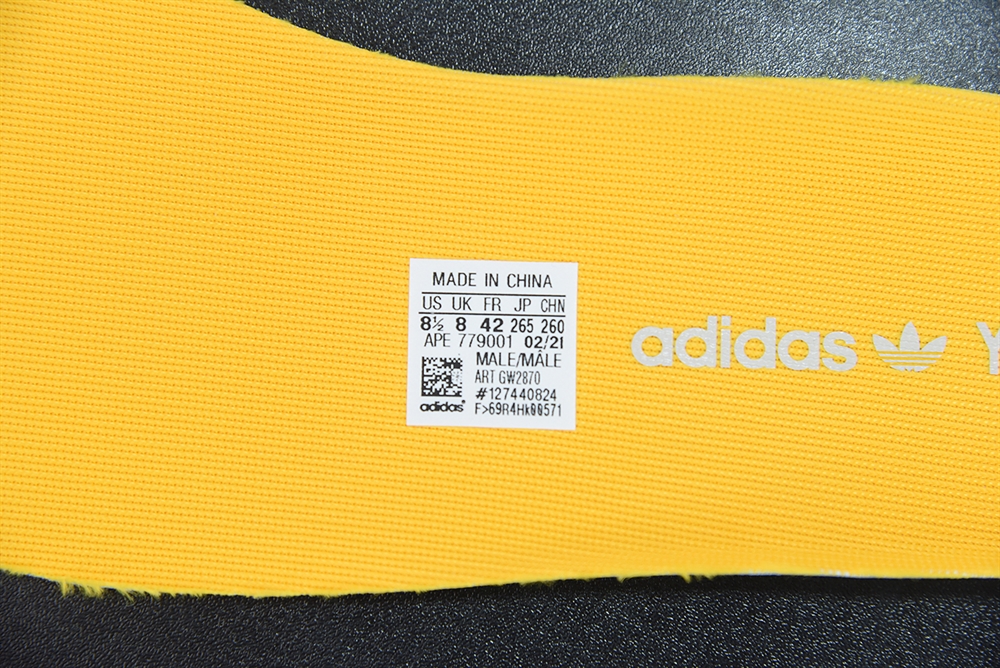 MADE IN CHINA
US UK FR JP CHN
8½ 8 42 265 260
APE 779001 02/21
MALE/MÂLE
ART GW2870
#127440824
F>69R4Hk00571
adidas
adidas Y